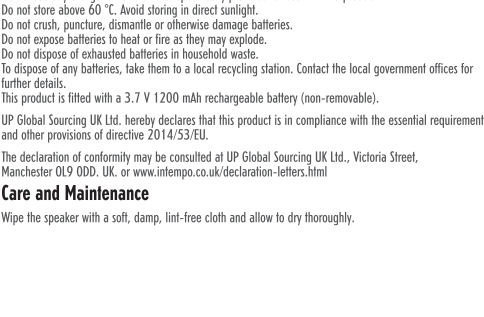 Do not store above 60 °C. Avoid storing in direct sunlight.
Do not crush, puncture, dismantle or otherwise damage batteries.
Do not expose batteries to heat or fire as they may explode.
Do not dispose of exhausted batteries in household waste.
To dispose of any batteries, take them to a local recycling station. Contact the local government offices for
further details.
This product is fitted with a 3.7 V 1200 mAh rechargeable battery (non-removable).
UP Global Sourcing UK Ltd. hereby declares that this product is in compliance with the essential requirement
and other provisions of directive 2014/53/EU.
The declaration of conformity may be consulted at UP Global Sourcing UK Ltd., Victoria Street,
Manchester OL9 0DD. UK. or www.intempo.co.uk/declaration-letters.html
Care and Maintenance
Wipe the speaker with a soft, damp, lint-free cloth and allow to dry thoroughly.